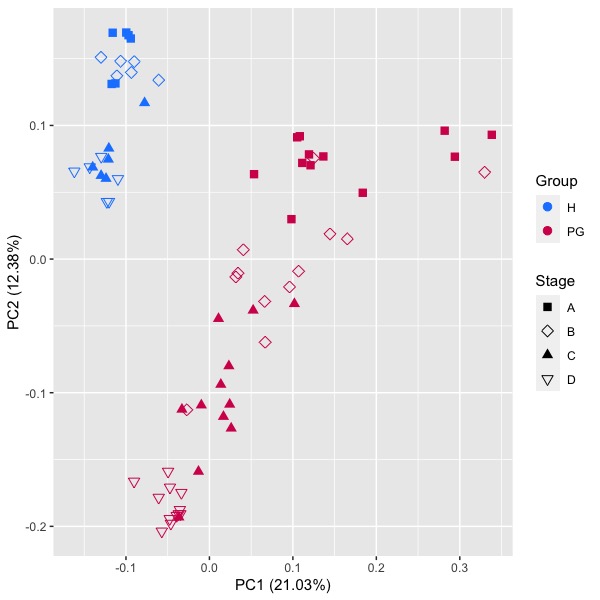 0.1
0.0
-0.1
-0.2
PC2 (12.38%)
-0.1
0.0
0.1
0.2
0.3
PC1 (21.03%)
Group
H
PG
Stage
A
B
C
D